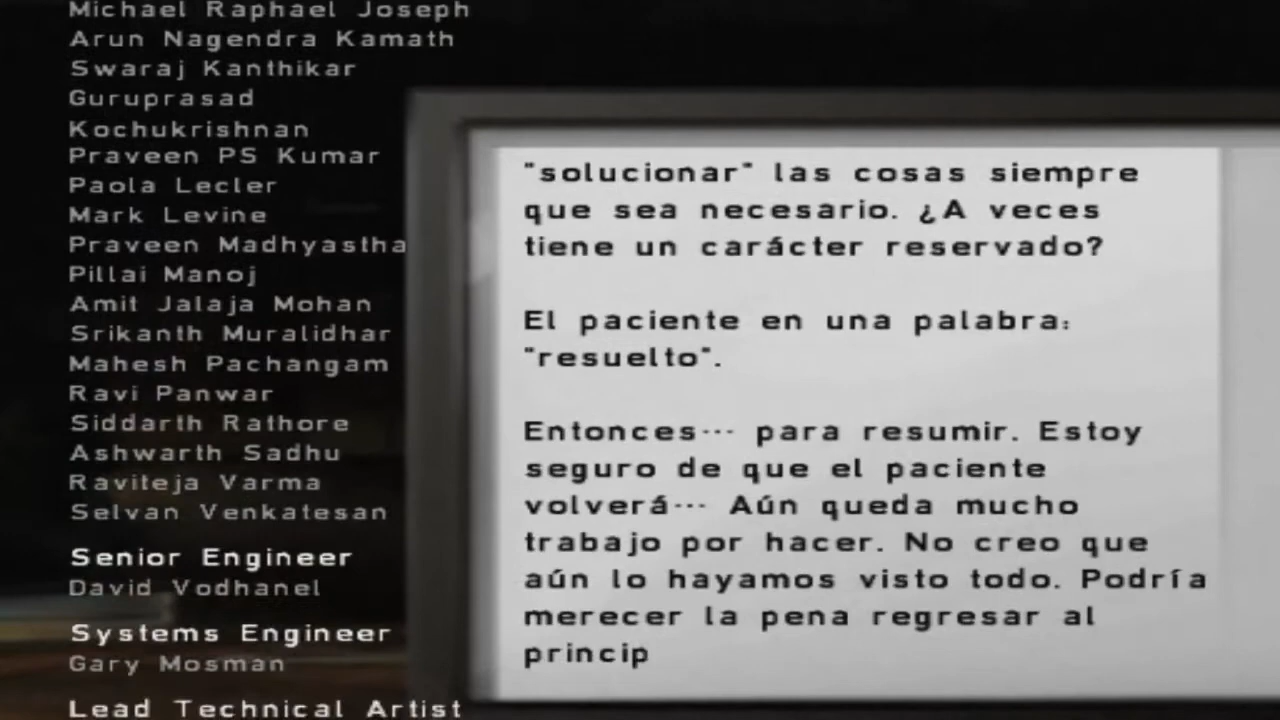 Michael Raphael Joseph
Arun Nagendra Kamath
Swaraj Kanthikar
Guruprasad
Kochukrishnan
Praveen PS Kumar
Paola Lecler
Mark Levine
Praveen Madhyastha
Pillai Manoj
Amit Jalaja Mohan
Srikanth Muralidhar
Mahesh Pachangam
Ravi Panwar
Siddarth Rathore
Ashwarth Sadhu
Raviteja Varma
Selvan Venkatesan
Senior Engineer
David Vodhanel
Systems Engineer
Gary Mosman
Lead Technical Artist
"solucionar" las cosas siempre
que sea necesario. ¿A veces
tiene un carácter reservado?
El paciente en una palabra:
"resuelto".
Entonces… para resumir. Estoy
seguro de que el paciente
volverá… Aún queda mucho
trabajo por hacer. No creo que
aún lo hayamos visto todo. Podría
merecer la pena regresar al
princip